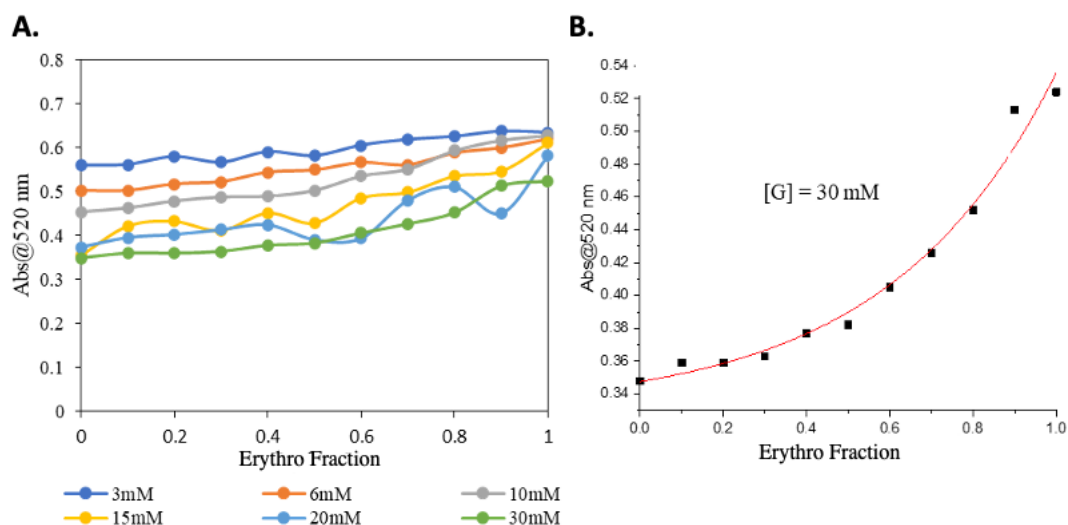 A.
0.8
0.7
0.6
0.5
0.4
0.3
0.2
0.1
0
Abs@520 nm
0 0.2 0.4 0.6 0.8 1
Erythro Fraction
3mM 6mM 10mM
15mM 20mM 30mM
B.
0.54
0.52
0.50
0.48
0.46
0.44
0.42
0.40
0.38
0.36
0.34
Abs@520 nm
[G] = 30 mM
0.0 0.2 0.4 0.6 0.8 1.0
Erythro Fraction